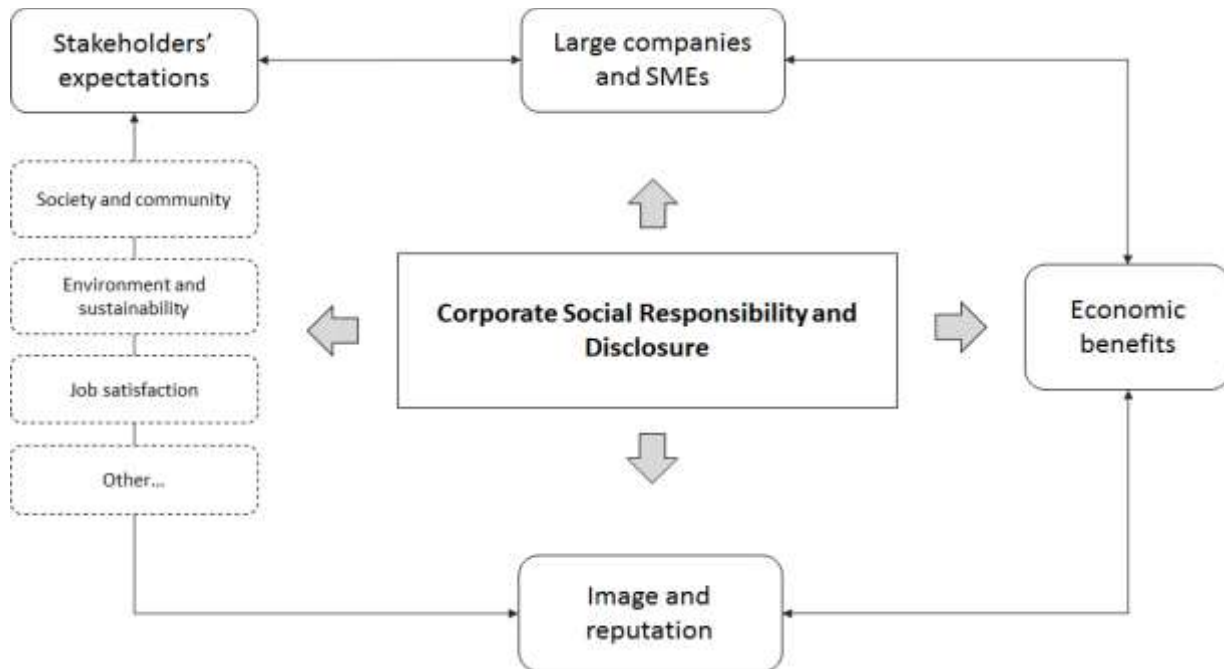 Stakeholders’
expectations
Large companies
and SMEs
Society and community
Environment and
sustainability
Job satisfaction
Other...
Corporate Social Responsibility and
Disclosure
Economic
benefits
Image and
reputation